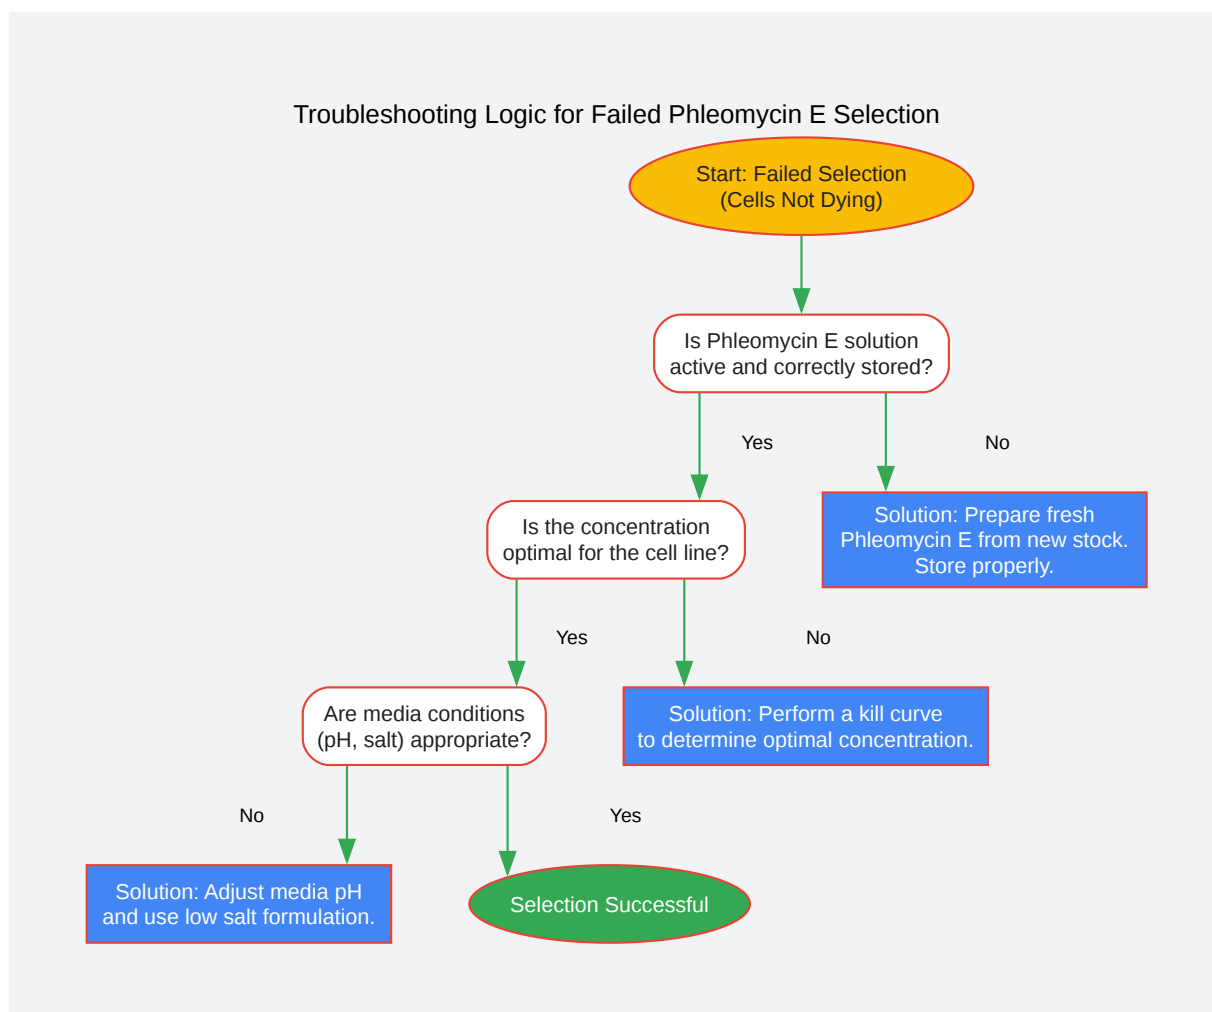 Troubleshooting Logic for Failed Phleomycin E Selection
Start: Failed Selection
(Cells Not Dying)
Is Phleomycin E solution
active and correctly stored?
Yes
No
Solution: Prepare fresh
Phleomycin E from new stock.
Store properly.
Is the concentration
optimal for the cell line?
Yes
No
Are media conditions
(pH, salt) appropriate?
Solution: Perform a kill curve
to determine optimal concentration.
No
Yes
Solution: Adjust media pH
and use low salt formulation.
Selection Successful